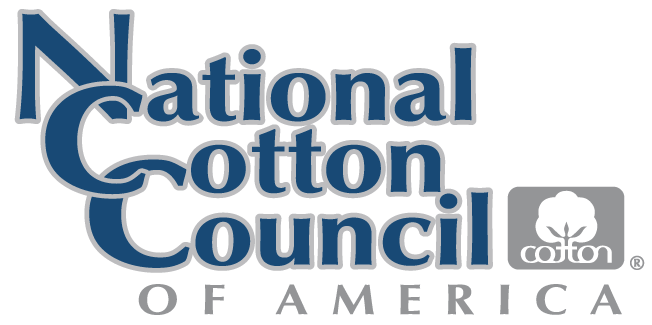 National
Cotton
Council
cotton
®
OF AMERICA